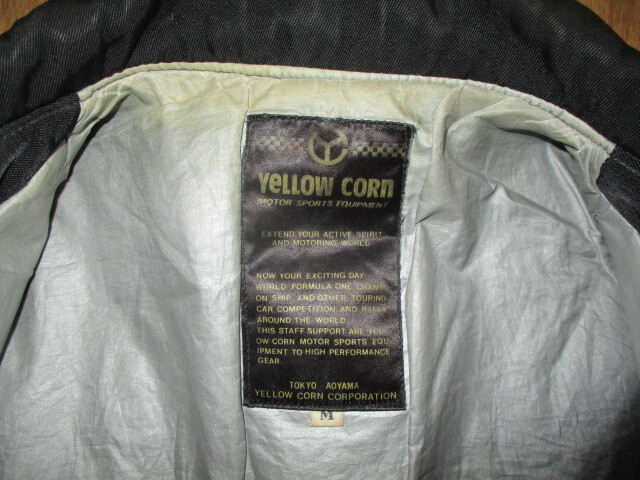 YELLOW CORN
MOTOR SPORTS EQUIPMENT
EXTEND YOUR ACTIVE SPIRIT
AND MOTORING WORLD
NOW YOUR EXCITING DAY
WORLD FORMULA ONE CHAMPI
ON SHIP, AND OTHER, TOURING
CAR COMPETITION AND RALLY
AROUND THE WORLD.
THIS STAFF SUPPORT ARE YEL-
OW CORN MOTOR SPORTS EQU-
IPMENT TO HIGH PERFORMANCE
GEAR.
TOKYO AOYAMA
YELLOW CORN CORPORATION
M